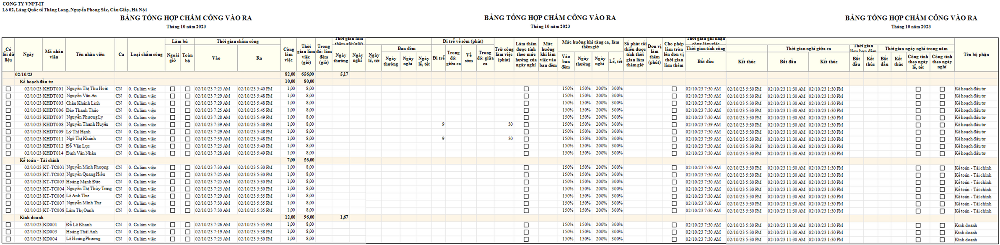 CÔNG TY VNPT-IT
Lô 02, Làng Quốc tế Thăng Long, Nguyễn Phong Sắc, Cầu Giấy, Hà Nội
BẢNG TỔNG HỢP CHẤM CÔNG VÀO RA BẢNG TỔNG HỢP CHẤM CÔNG VÀO RA BẢNG TỔNG HỢP CHẤM CÔNG VÀO RA
Tháng 10 năm 2023 Tháng 10 năm 2023 Tháng 10 năm 2023
Có lỗi dữ liệu Ngày Mã nhân viên Tên nhân viên Ca Loại chấm công Làm bù Ngoài giờ Toàn bộ Thời gian chấm công Vào Ra Công làm việc Thời gian làm việc (giờ) Trong đó: làm đêm (giờ) Thời gian làm thêm giờ (giờ) Ngày thường Ngày nghỉ Ngày lễ, tết Ban đêm Ngày thường Ngày nghỉ Ngày lễ, tết Đi trễ về sớm (phút) Đi trễ Trong đó: giữa ca Về sớm Trong đó: giữa ca Trừ công làm việc (phút) Làm thêm được tính theo mức hưởng của ngày nghỉ Mức hưởng khi làm việc vào ban đêm Mức hưởng khi tăng ca, làm thêm giờ Vào ban đêm Ngày thường Ngày nghỉ Lễ, tết Số phút tối thiểu được tính thời gian làm thêm giờ Đơn vị làm thêm (phút) Cho phép làm tròn lên đơn vị thời gian làm thêm Thời gian ghi nhận công làm việc Thời gian tính công Bắt đầu Kết thúc Thời gian nghỉ giữa ca Bắt đầu Kết thúc Thời gian làm ban đêm Bắt đầu Kết thúc Thời gian ngày nghỉ trong năm Bắt đầu Kết thúc Công tính theo ngày lễ, tết Công tính theo ngày nghỉ Tên bộ phận
02/10/23 82,00 656,00 5,17
Kế hoạch đầu tư 10,00 80,00
02/10/23 KHDT001 Nguyễn Thị Thu Hoài CN 0. Ca làm việc 02/10/23 7:25 AM 02/10/23 5:40 PM 1,00 8,00 150% 150% 200% 300% 02/10/23 7:30 AM 02/10/23 5:30 PM 02/10/23 11:30 AM 02/10/23 1:30 PM Kế hoạch đầu tư
02/10/23 KHDT002 Nguyễn Văn An CN 0. Ca làm việc 02/10/23 7:29 AM 02/10/23 5:48 PM 1,00 8,00 150% 150% 200% 300% 02/10/23 7:30 AM 02/10/23 5:30 PM 02/10/23 11:30 AM 02/10/23 1:30 PM Kế hoạch đầu tư
02/10/23 KHDT003 Châu Khánh Linh CN 0. Ca làm việc 02/10/23 7:29 AM 02/10/23 5:48 PM 1,00 8,00 150% 150% 200% 300% 02/10/23 7:30 AM 02/10/23 5:30 PM 02/10/23 11:30 AM 02/10/23 1:30 PM Kế hoạch đầu tư
02/10/23 KHDT006 Đào Thanh Thảo CN 0. Ca làm việc 02/10/23 7:25 AM 02/10/23 5:45 PM 1,00 8,00 150% 150% 200% 300% 02/10/23 7:30 AM 02/10/23 5:30 PM 02/10/23 11:30 AM 02/10/23 1:30 PM Kế hoạch đầu tư
02/10/23 KHDT007 Nguyễn Phương Ly CN 0. Ca làm việc 02/10/23 7:28 AM 02/10/23 5:49 PM 1,00 8,00 150% 150% 200% 300% 02/10/23 7:30 AM 02/10/23 5:30 PM 02/10/23 11:30 AM 02/10/23 1:30 PM Kế hoạch đầu tư
02/10/23 KHDT008 Nguyễn Thanh Huyền CN 0. Ca làm việc 02/10/23 7:39 AM 02/10/23 5:48 PM 1,00 8,00 9 30 150% 150% 200% 300% 02/10/23 7:39 AM 02/10/23 5:30 PM 02/10/23 11:30 AM 02/10/23 1:30 PM Kế hoạch đầu tư
02/10/23 KHDT009 Lý Thị Hạnh CN 0. Ca làm việc 02/10/23 7:29 AM 02/10/23 5:48 PM 1,00 8,00 150% 150% 200% 300% 02/10/23 7:30 AM 02/10/23 5:30 PM 02/10/23 11:30 AM 02/10/23 1:30 PM Kế hoạch đầu tư
02/10/23 KHDT011 Ngô Thị Khánh CN 0. Ca làm việc 02/10/23 7:39 AM 02/10/23 5:48 PM 1,00 8,00 9 30 150% 150% 200% 300% 02/10/23 7:39 AM 02/10/23 5:30 PM 02/10/23 11:30 AM 02/10/23 1:30 PM Kế hoạch đầu tư
02/10/23 KHDT012 Đỗ Văn Lực CN 0. Ca làm việc 02/10/23 7:25 AM 02/10/23 5:40 PM 1,00 8,00 150% 150% 200% 300% 02/10/23 7:30 AM 02/10/23 5:30 PM 02/10/23 11:30 AM 02/10/23 1:30 PM Kế hoạch đầu tư
02/10/23 KHDT014 Đinh Văn Nhân CN 0. Ca làm việc 02/10/23 7:28 AM 02/10/23 5:49 PM 1,00 8,00 150% 150% 200% 300% 02/10/23 7:30 AM 02/10/23 5:30 PM 02/10/23 11:30 AM 02/10/23 1:30 PM Kế hoạch đầu tư
Kế toán - Tài chính 7,00 56,00
02/10/23 KT-TC001 Nguyễn Minh Phượng CN 0. Ca làm việc 02/10/23 7:30 AM 02/10/23 5:30 PM 1,00 8,00 150% 150% 200% 300% 02/10/23 7:30 AM 02/10/23 5:30 PM 02/10/23 11:30 AM 02/10/23 1:30 PM Kế toán - Tài chính
02/10/23 KT-TC002 Nguyễn Quang Hiếu CN 0. Ca làm việc 02/10/23 7:25 AM 02/10/23 5:30 PM 1,00 8,00 150% 150% 200% 300% 02/10/23 7:30 AM 02/10/23 5:30 PM 02/10/23 11:30 AM 02/10/23 1:30 PM Kế toán - Tài chính
02/10/23 KT-TC003 Hoàng Mạnh Đức CN 0. Ca làm việc 02/10/23 7:25 AM 02/10/23 5:30 PM 1,00 8,00 150% 150% 200% 300% 02/10/23 7:30 AM 02/10/23 5:30 PM 02/10/23 11:30 AM 02/10/23 1:30 PM Kế toán - Tài chính
02/10/23 KT-TC004 Nguyễn Thị Thùy Trang CN 0. Ca làm việc 02/10/23 7:25 AM 02/10/23 5:30 PM 1,00 8,00 150% 150% 200% 300% 02/10/23 7:30 AM 02/10/23 5:30 PM 02/10/23 11:30 AM 02/10/23 1:30 PM Kế toán - Tài chính
02/10/23 KT-TC006 Lê Anh Thư CN 0. Ca làm việc 02/10/23 7:29 AM 02/10/23 5:35 PM 1,00 8,00 150% 150% 200% 300% 02/10/23 7:30 AM 02/10/23 5:30 PM 02/10/23 11:30 AM 02/10/23 1:30 PM Kế toán - Tài chính
02/10/23 KT-TC007 Nguyễn Minh Thư CN 0. Ca làm việc 02/10/23 7:30 AM 02/10/23 5:35 PM 1,00 8,00 150% 150% 200% 300% 02/10/23 7:30 AM 02/10/23 5:30 PM 02/10/23 11:30 AM 02/10/23 1:30 PM Kế toán - Tài chính
02/10/23 KT-TC008 Lâm Thị Oanh CN 0. Ca làm việc 02/10/23 7:30 AM 02/10/23 5:35 PM 1,00 8,00 150% 150% 200% 300% 02/10/23 7:30 AM 02/10/23 5:30 PM 02/10/23 11:30 AM 02/10/23 1:30 PM Kế toán - Tài chính
Kinh doanh 12,00 96,00 1,67
02/10/23 KD001 Đỗ Lê Khanh CN 0. Ca làm việc 02/10/23 7:26 AM 02/10/23 5:35 PM 1,00 8,00 150% 150% 200% 300% 02/10/23 7:30 AM 02/10/23 5:30 PM 02/10/23 11:30 AM 02/10/23 1:30 PM Kinh doanh
02/10/23 KD003 Hoàng Thái Anh CN 0. Ca làm việc 02/10/23 7:19 AM 02/10/23 5:38 PM 1,00 8,00 150% 150% 200% 300% 02/10/23 7:30 AM 02/10/23 5:30 PM 02/10/23 11:30 AM 02/10/23 1:30 PM Kinh doanh
02/10/23 KD004 Lê Hoàng Phương CN 0. Ca làm việc 02/10/23 7:25 AM 02/10/23 5:30 PM 1,00 8,00 150% 150% 200% 300% 02/10/23 7:30 AM 02/10/23 5:30 PM 02/10/23 11:30 AM 02/10/23 1:30 PM Kinh doanh